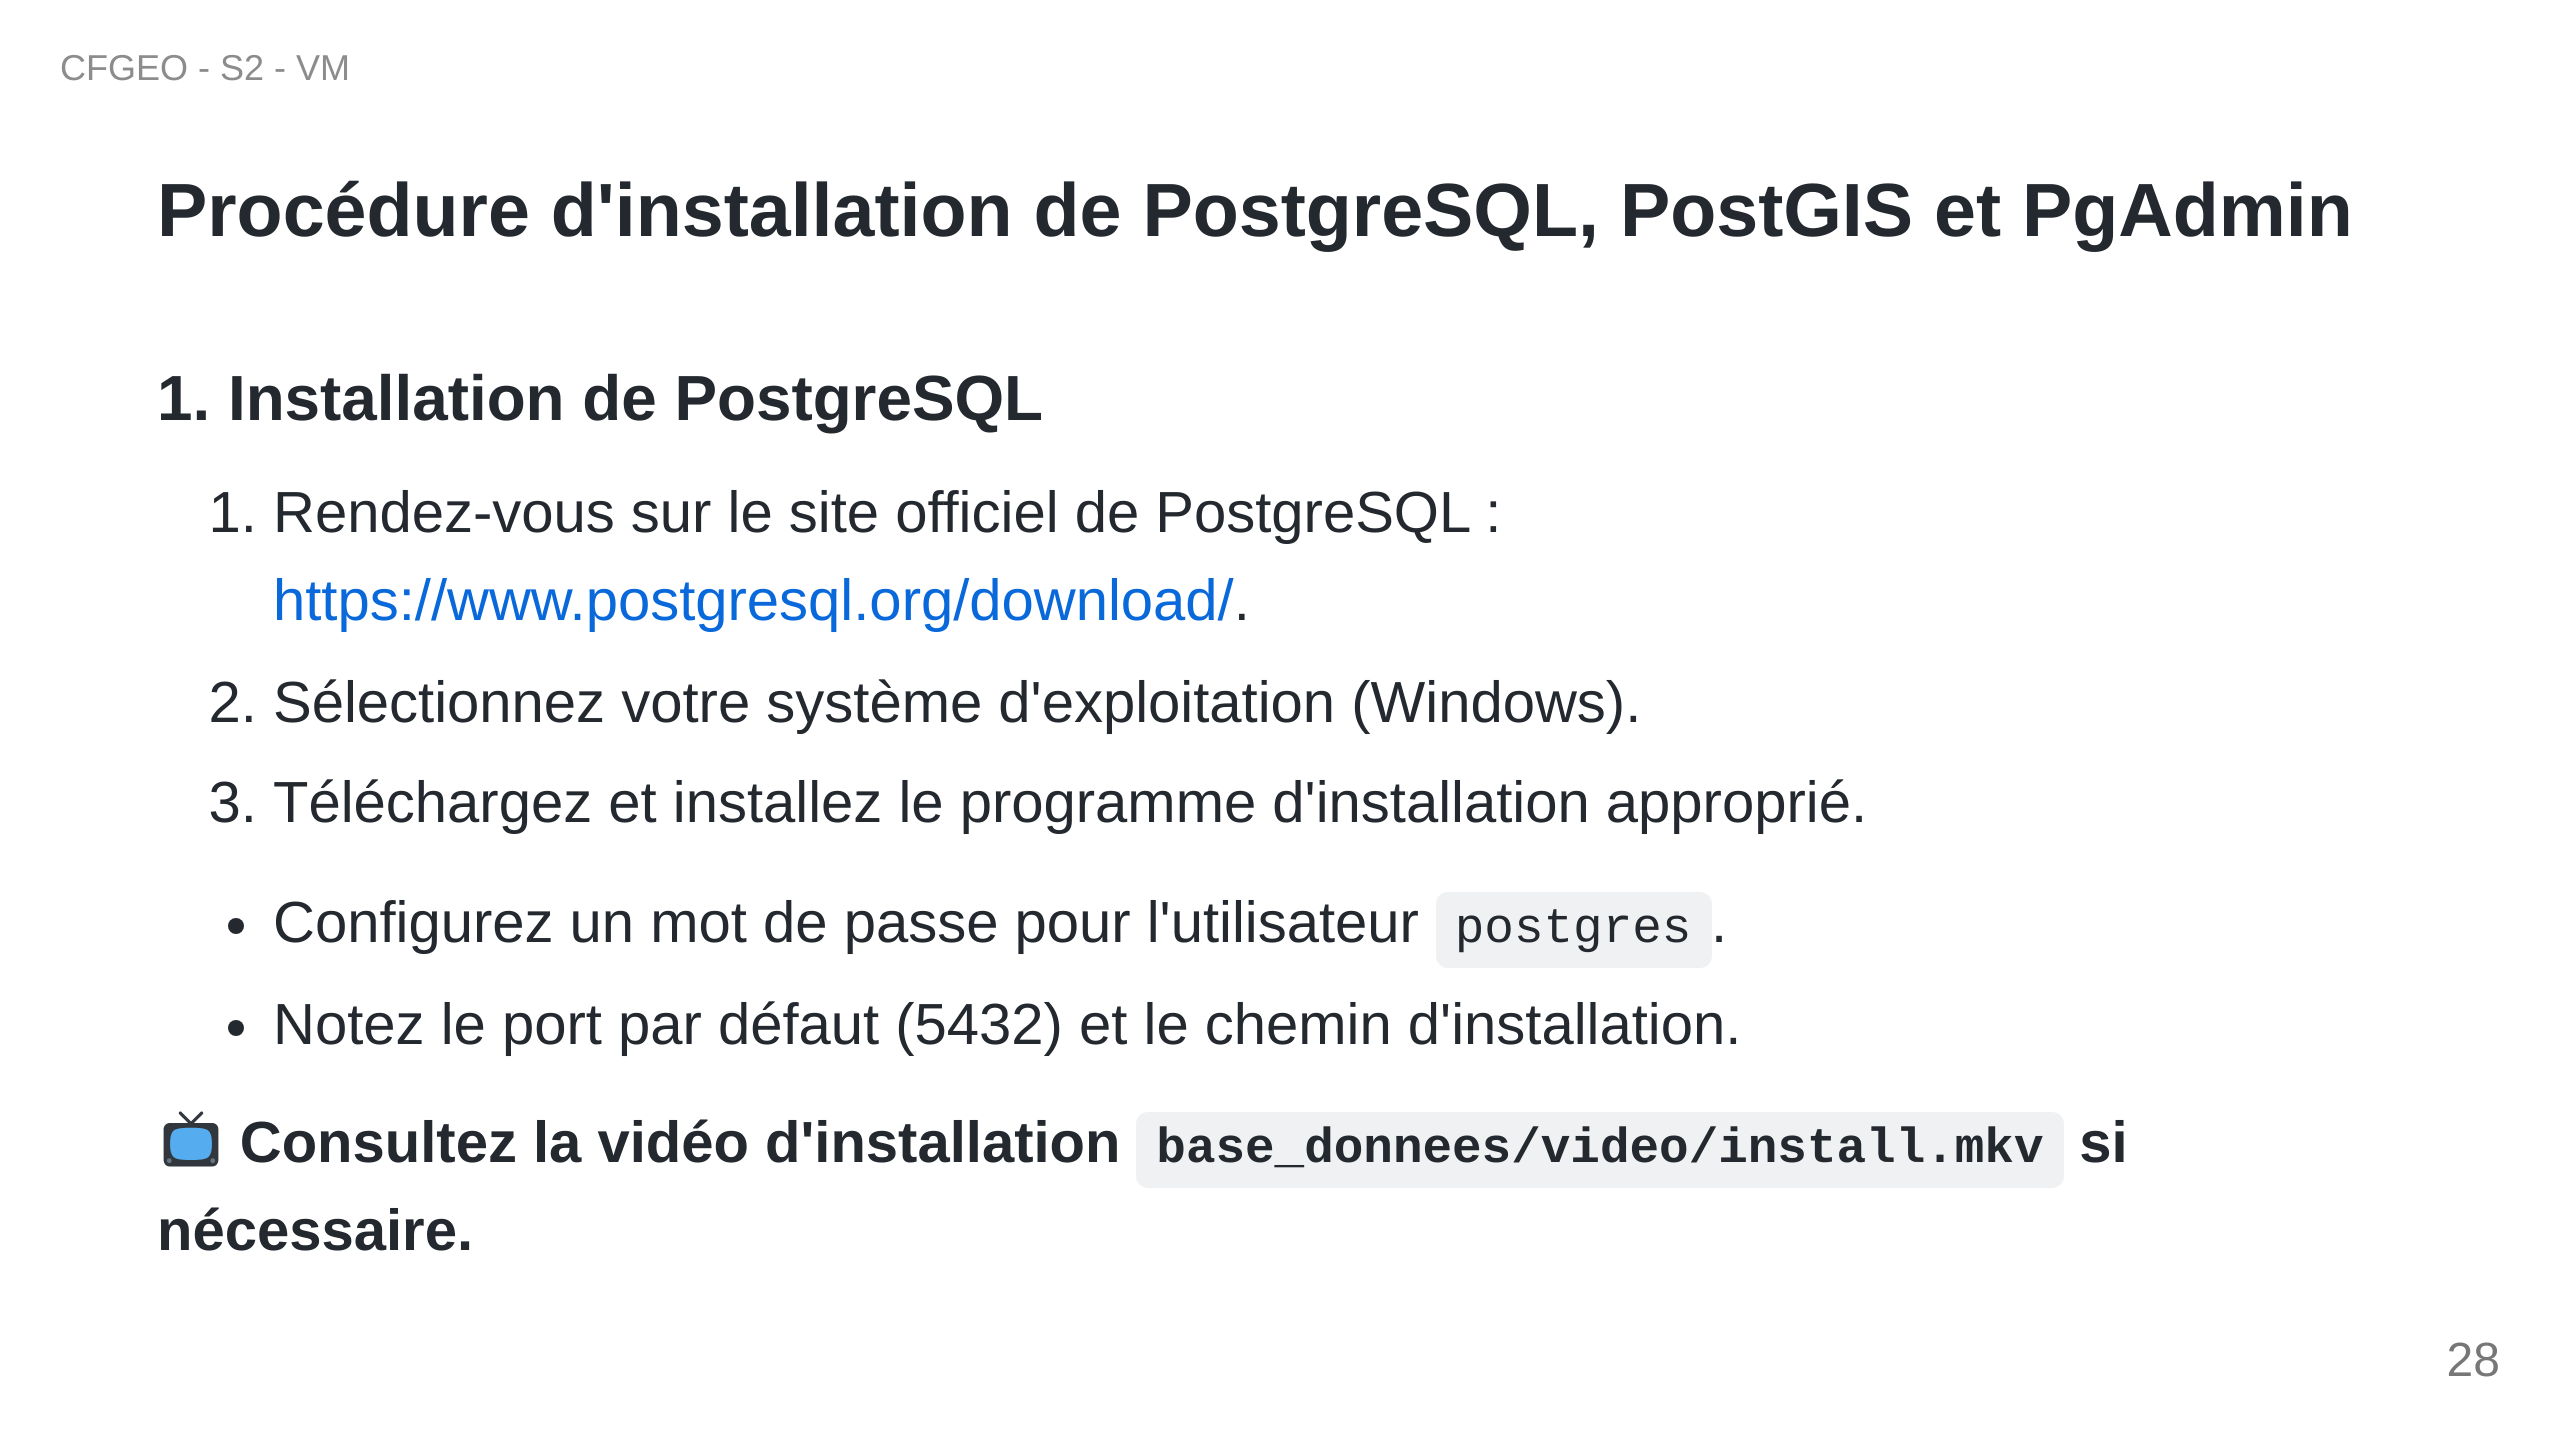 CFGEO - S2 - VM
Procédure d'installation de PostgreSQL, PostGIS et PgAdmin
1. Installation de PostgreSQL
1. Rendez-vous sur le site officiel de PostgreSQL :
https://www.postgresql.org/download/.
2. Sélectionnez votre système d'exploitation (Windows).
3. Téléchargez et installez le programme d'installation approprié.
• Configurez un mot de passe pour l'utilisateur postgres.
• Notez le port par défaut (5432) et le chemin d'installation.
📺 Consultez la vidéo d'installation base_donnees/video/install.mkv si
nécessaire.
28